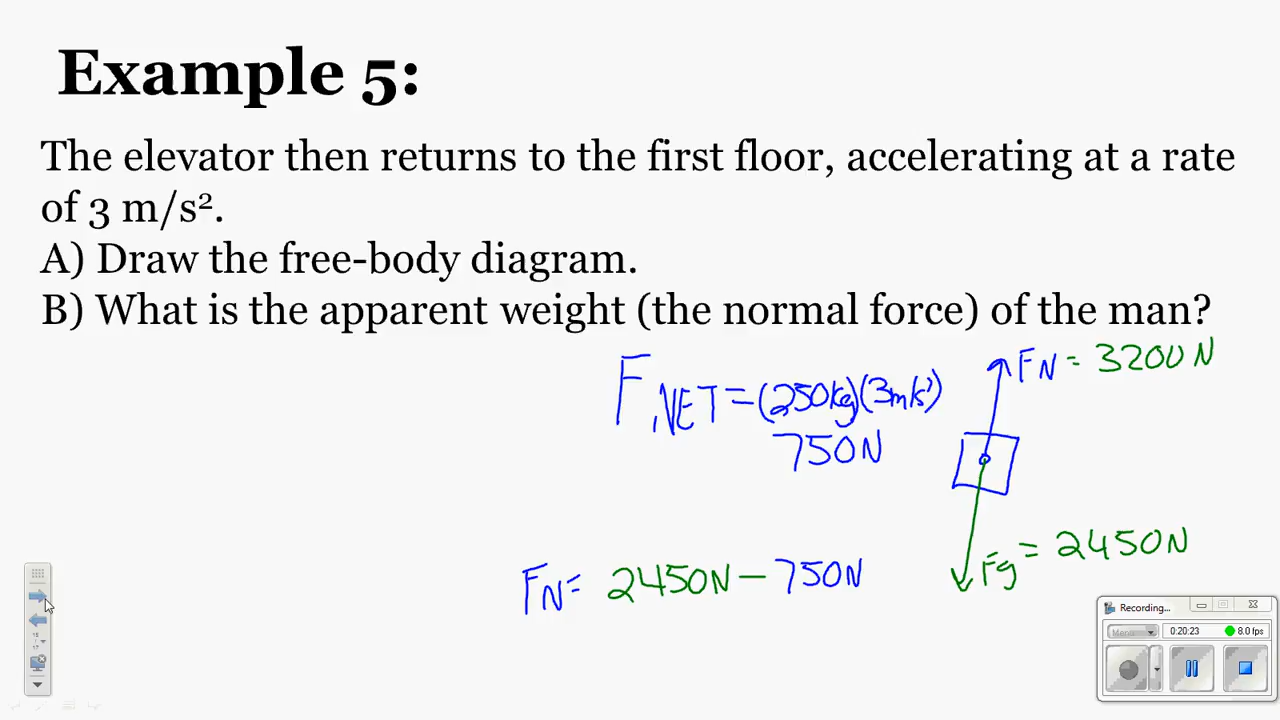 Example 5:
The elevator then returns to the first floor, accelerating at a rate
of 3 m/s².
A) Draw the free-body diagram.
B) What is the apparent weight (the normal force) of the man?
FN = 3200N
FNET = (250kg)(3m/s²)
750N
Fg = 2450N
FN = 2450N - 750N
Recording...
Menu
0:20:23
8.0 fps